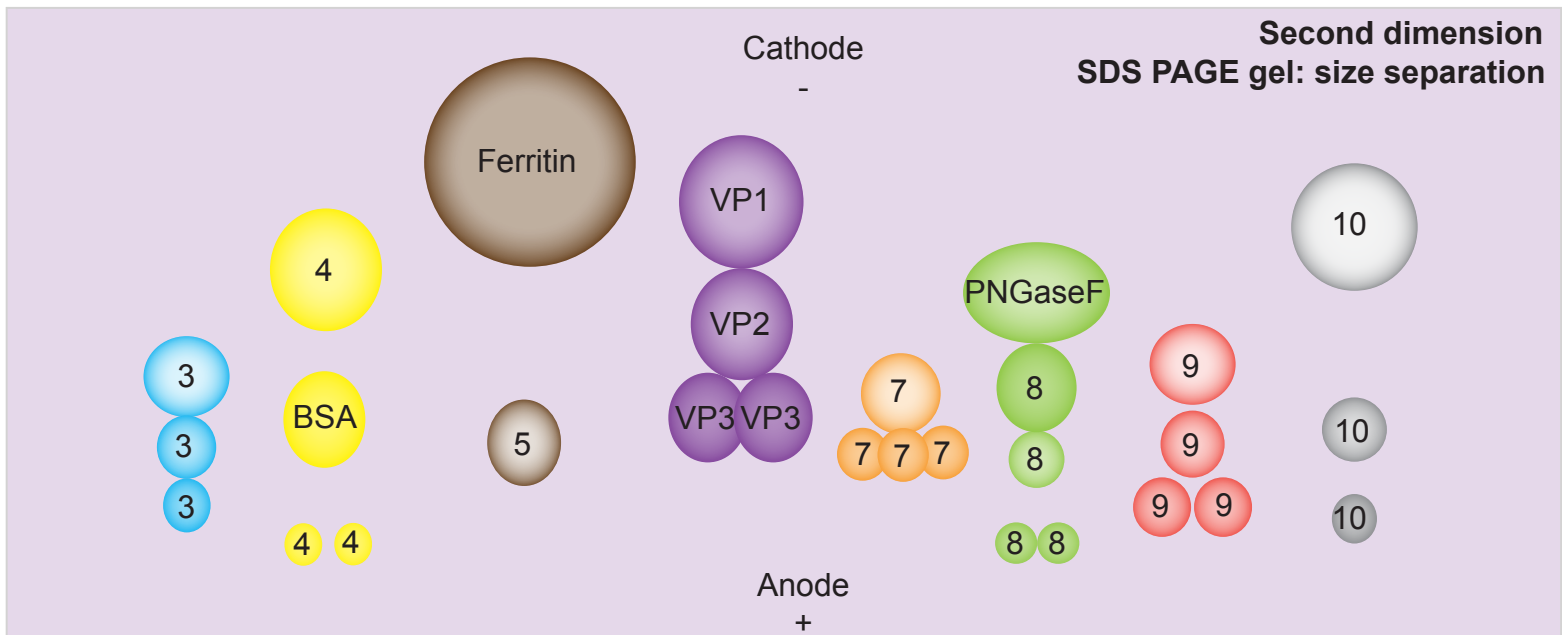 Second dimension
SDS PAGE gel: size separation
Cathode
-
Ferritin
VP1
10
4
PNGaseF
VP2
3
9
7
8
BSA
VP3 VP3
10
3
5
9
7 7 7
8
3
9 9
10
4 4
8 8
Anode
+